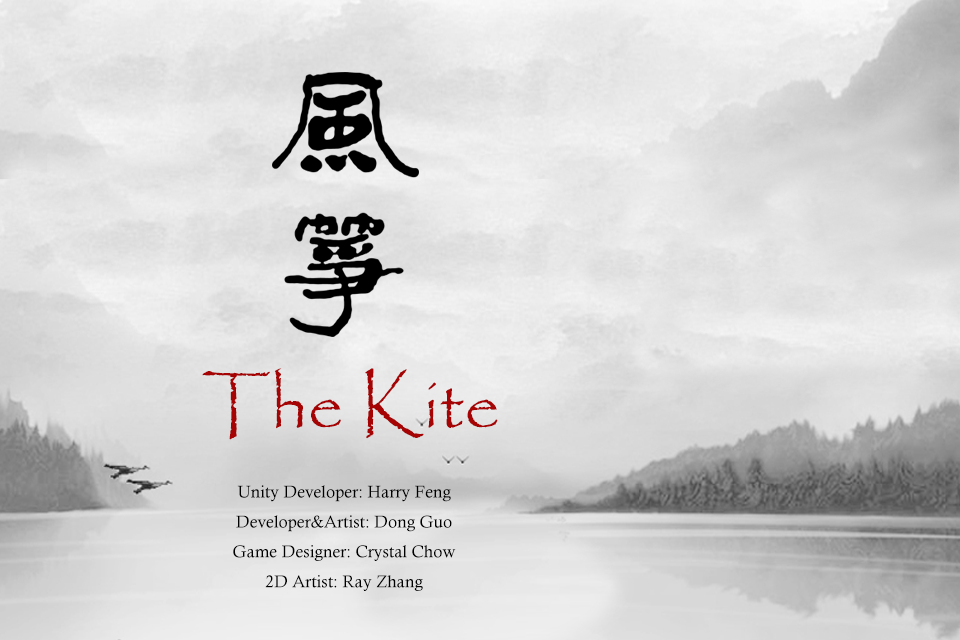 風
箏
The Kite
Unity Developer: Harry Feng
Developer&Artist: Dong Guo
Game Designer: Crystal Chow
2D Artist: Ray Zhang